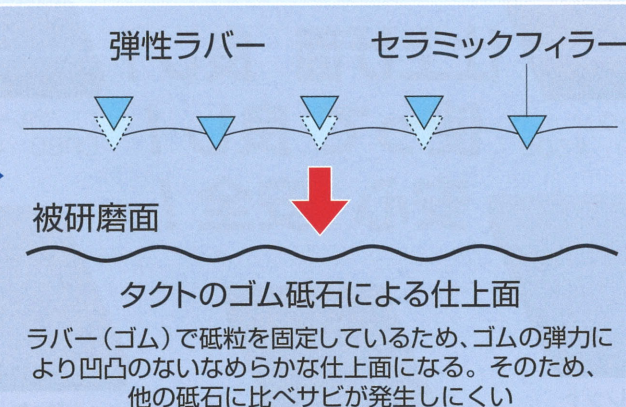 弾性ラバー
セラミックフィラー
被研磨面
タクトのゴム砥石による仕上面
ラバー(ゴム)で砥粒を固定しているため、ゴムの弾力に
より凹凸のないなめらかな仕上面になる。そのため、
他の砥石に比べサビが発生しにくい